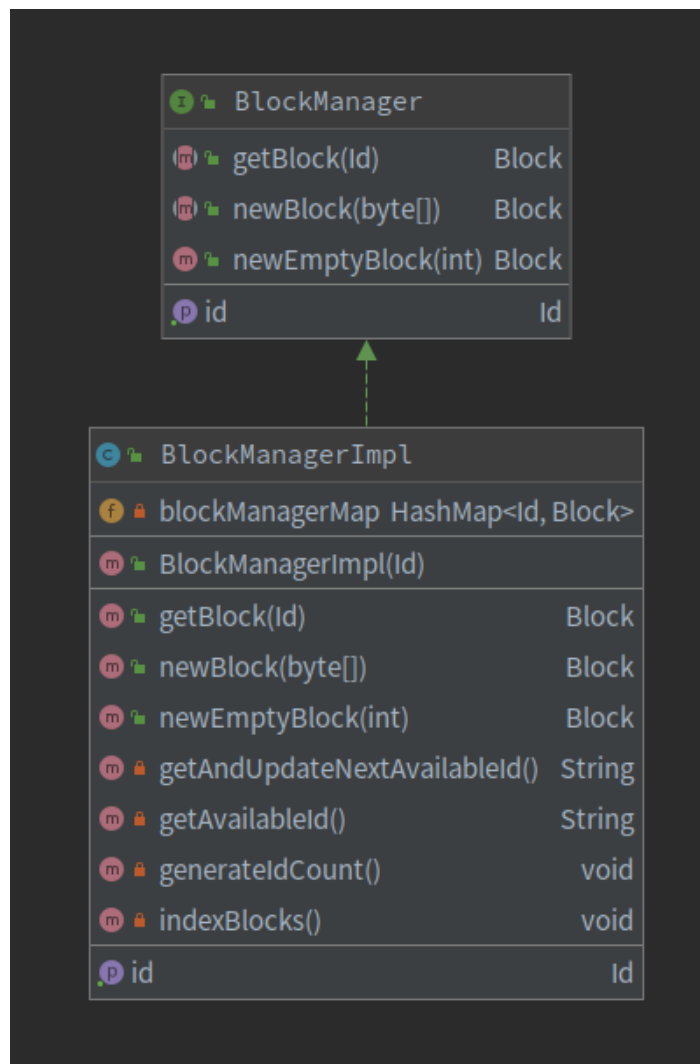 BlockManager
getBlock(Id) Block
newBlock(byte[]) Block
newEmptyBlock(int) Block
id Id
BlockManagerImpl
blockManagerMap HashMap<Id, Block>
BlockManagerImpl(Id)
getBlock(Id) Block
newBlock(byte[]) Block
newEmptyBlock(int) Block
getAndUpdateNextAvailableId() String
getAvailableId() String
generateIdCount() void
indexBlocks() void
id Id